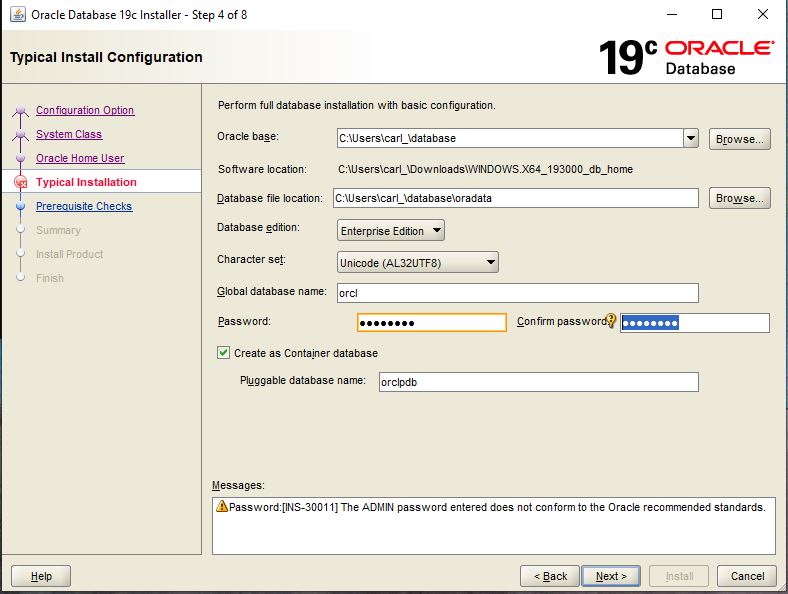 Oracle Database 19c Installer - Step 4 of 8
Typical Install Configuration
19c ORACLE
Database
Configuration Option
System Class
Oracle Home User
Typical Installation
Prerequisite Checks
Summary
Install Product
Finish
Perform full database installation with basic configuration.
Oracle base: C:\Users\carl_\database Browse...
Software location: C:\Users\carl_\Downloads\WINDOWS.X64_193000_db_home
Database file location: C:\Users\carl_\database\oradata Browse...
Database edition: Enterprise Edition
Character set: Unicode (AL32UTF8)
Global database name: orcl
Password: ●●●●●●●● Confirm password: ●●●●●●●●
Create as Container database
Pluggable database name: orclpdb
Messages:
Password:[INS-30011] The ADMIN password entered does not conform to the Oracle recommended standards.
Help < Back Next > Install Cancel